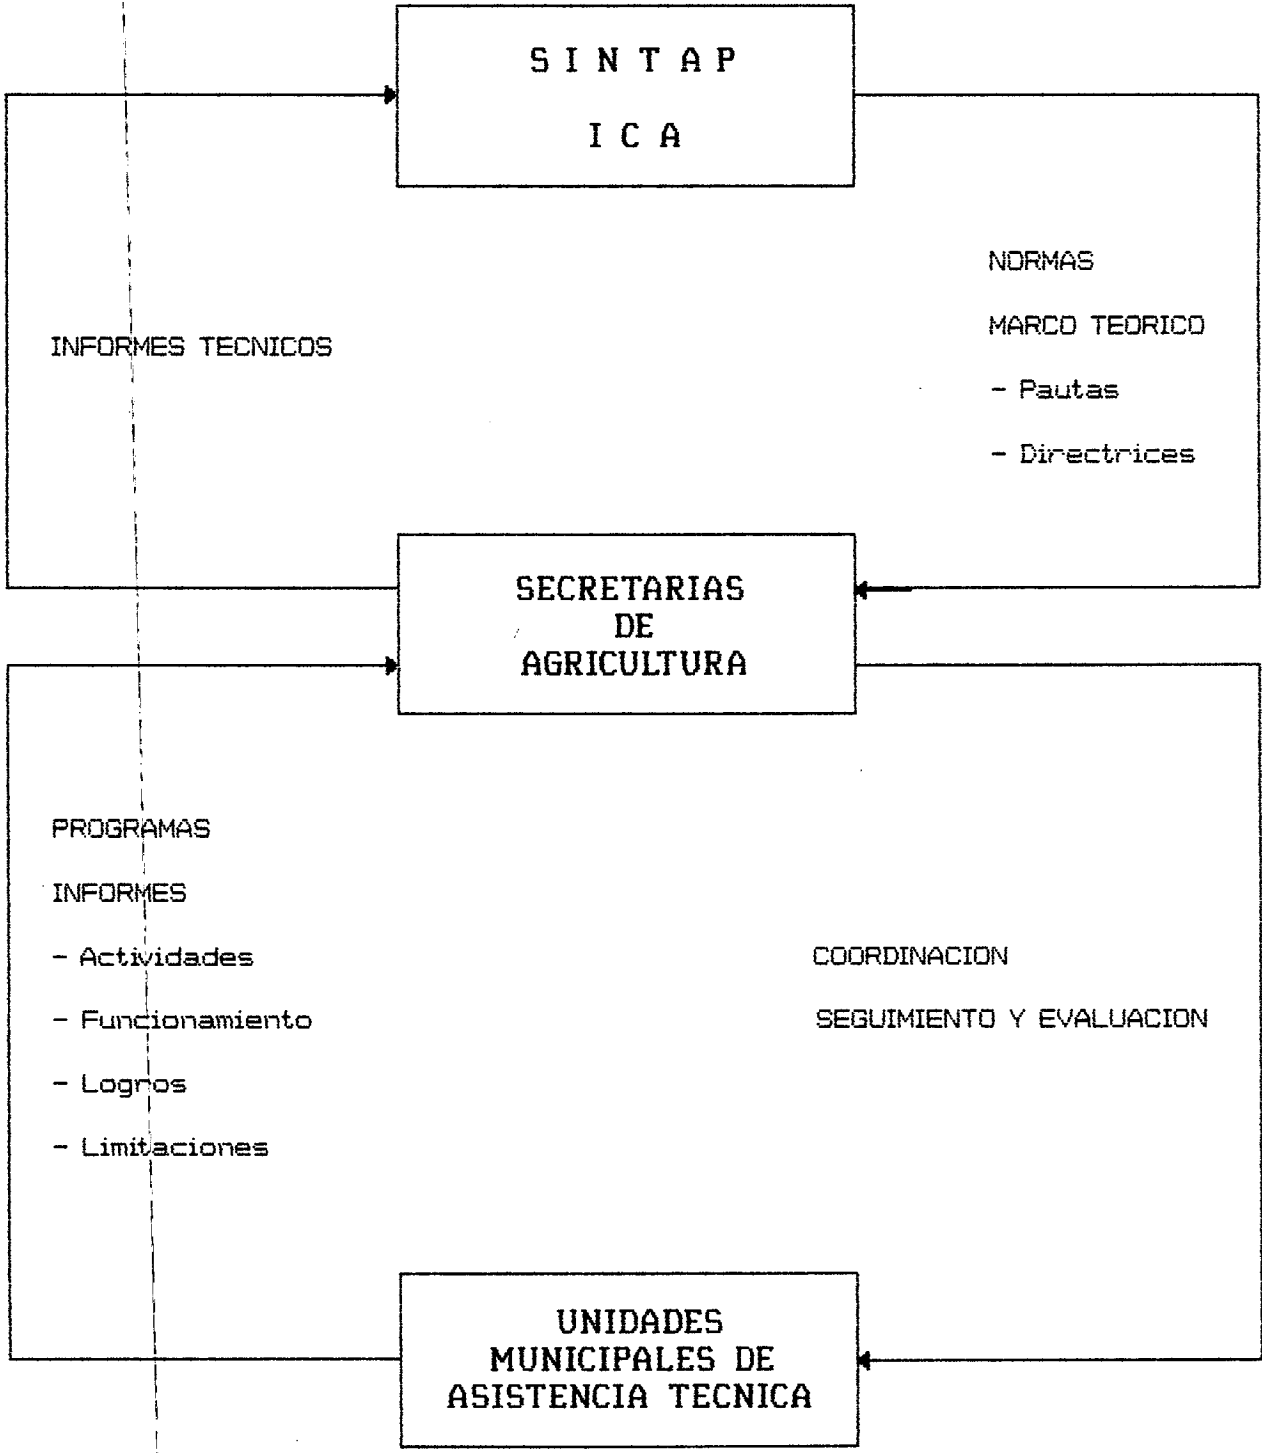 S I N T A P
I C A
NORMAS
MARCO TEORICO
- Pautas
- Directrices
INFORMES TECNICOS
SECRETARIAS
DE
AGRICULTURA
PROGRAMAS
INFORMES
- Actividades
- Funcionamiento
- Logros
- Limitaciones
COORDINACION
SEGUIMIENTO Y EVALUACION
UNIDADES
MUNICIPALES DE
ASISTENCIA TECNICA